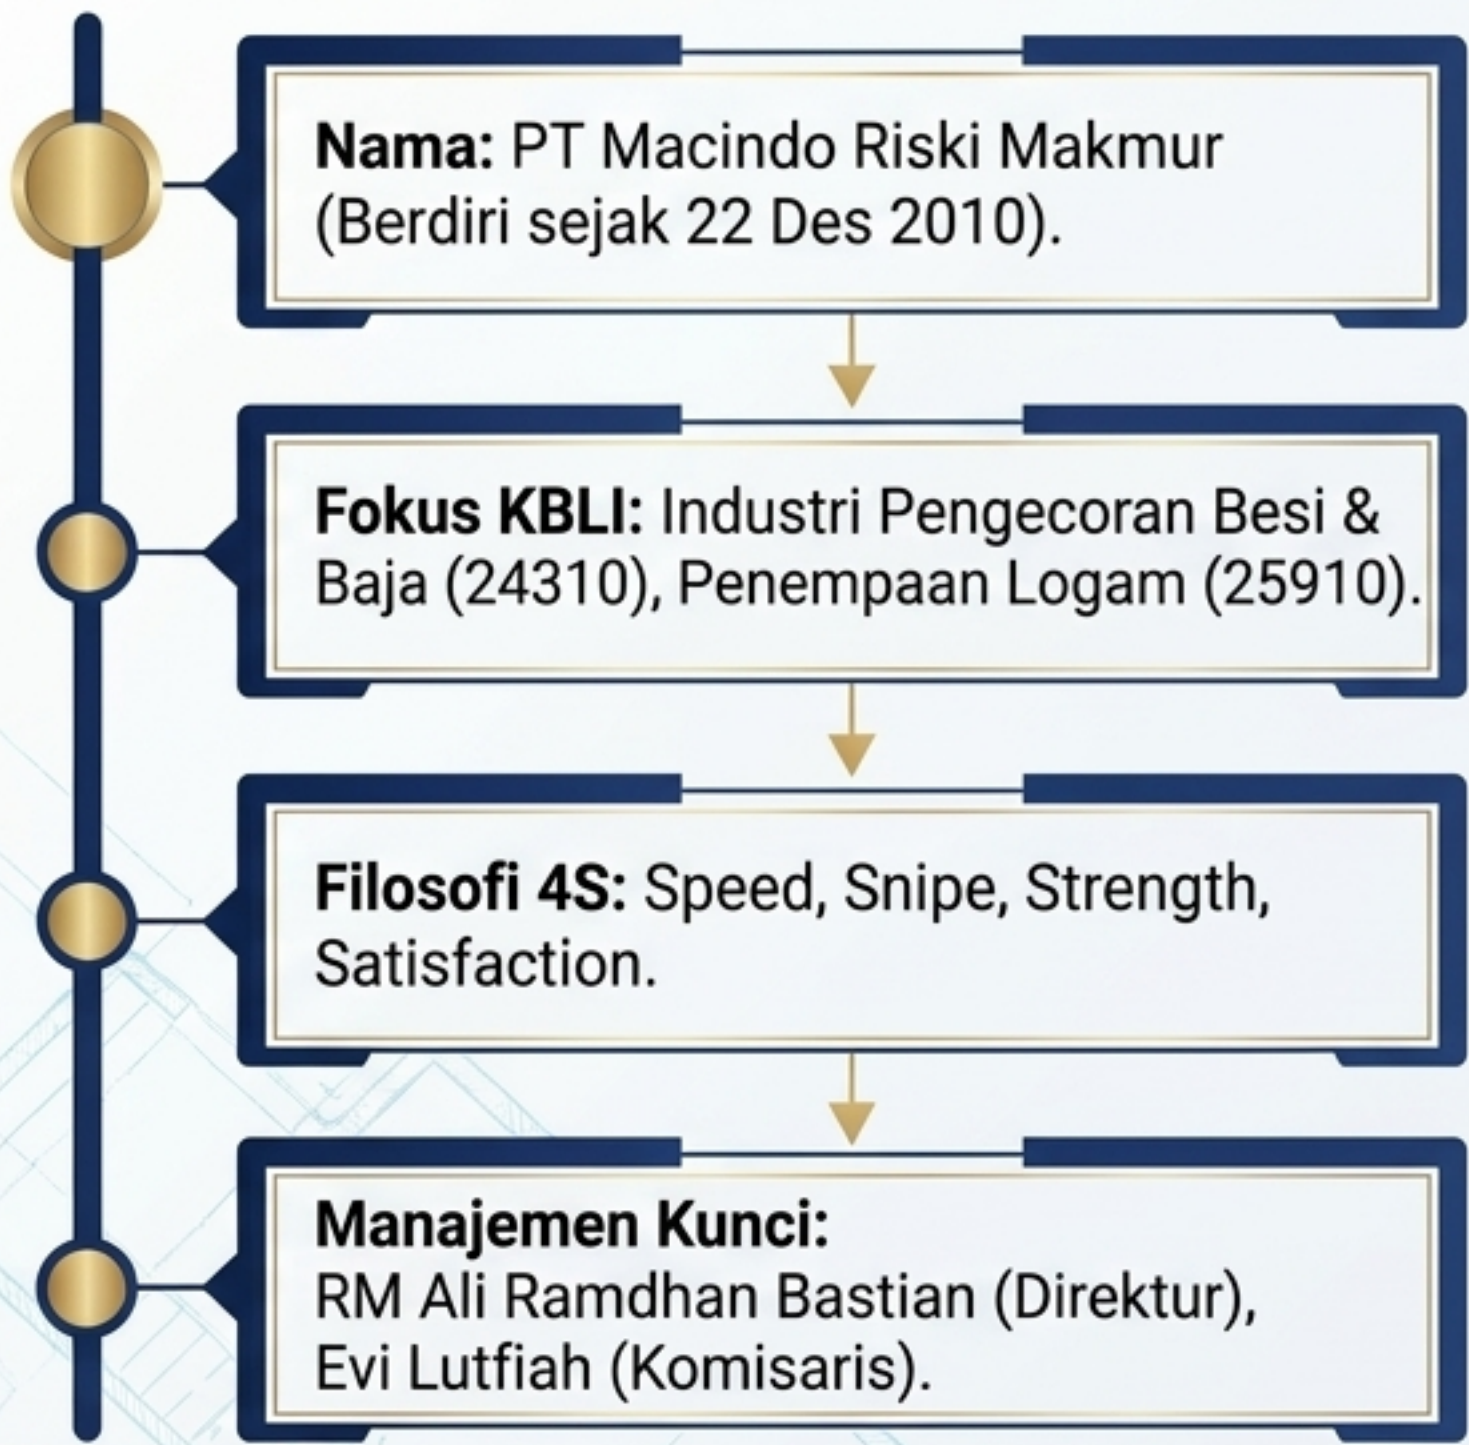 Nama: PT Macindo Riski Makmur
(Berdiri sejak 22 Des 2010).
Fokus KBLI: Industri Pengecoran Besi &
Baja (24310), Penempaan Logam (25910).
Filosofi 4S: Speed, Snipe, Strength,
Satisfaction.
Manajemen Kunci:
RM Ali Ramdhan Bastian (Direktur),
Evi Lutfiah (Komisaris).